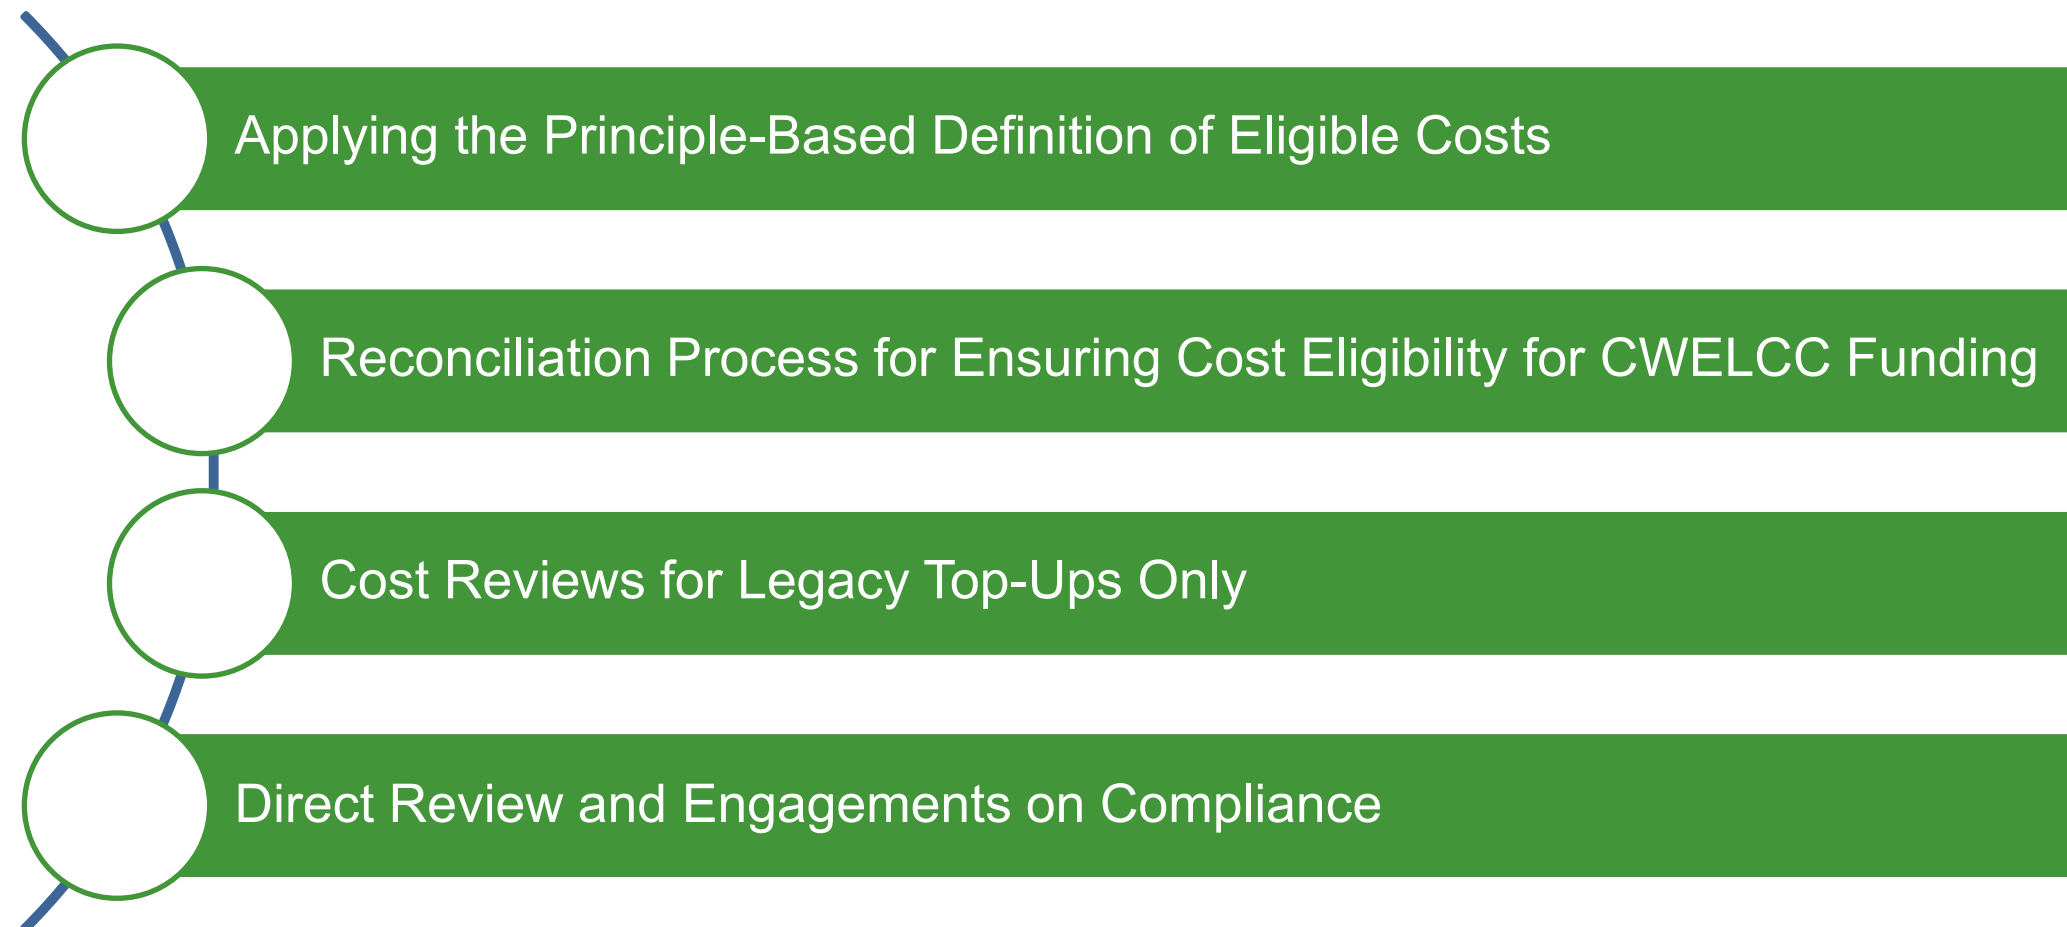 Applying the Principle-Based Definition of Eligible Costs
Reconciliation Process for Ensuring Cost Eligibility for CWELCC Funding
Cost Reviews for Legacy Top-Ups Only
Direct Review and Engagements on Compliance